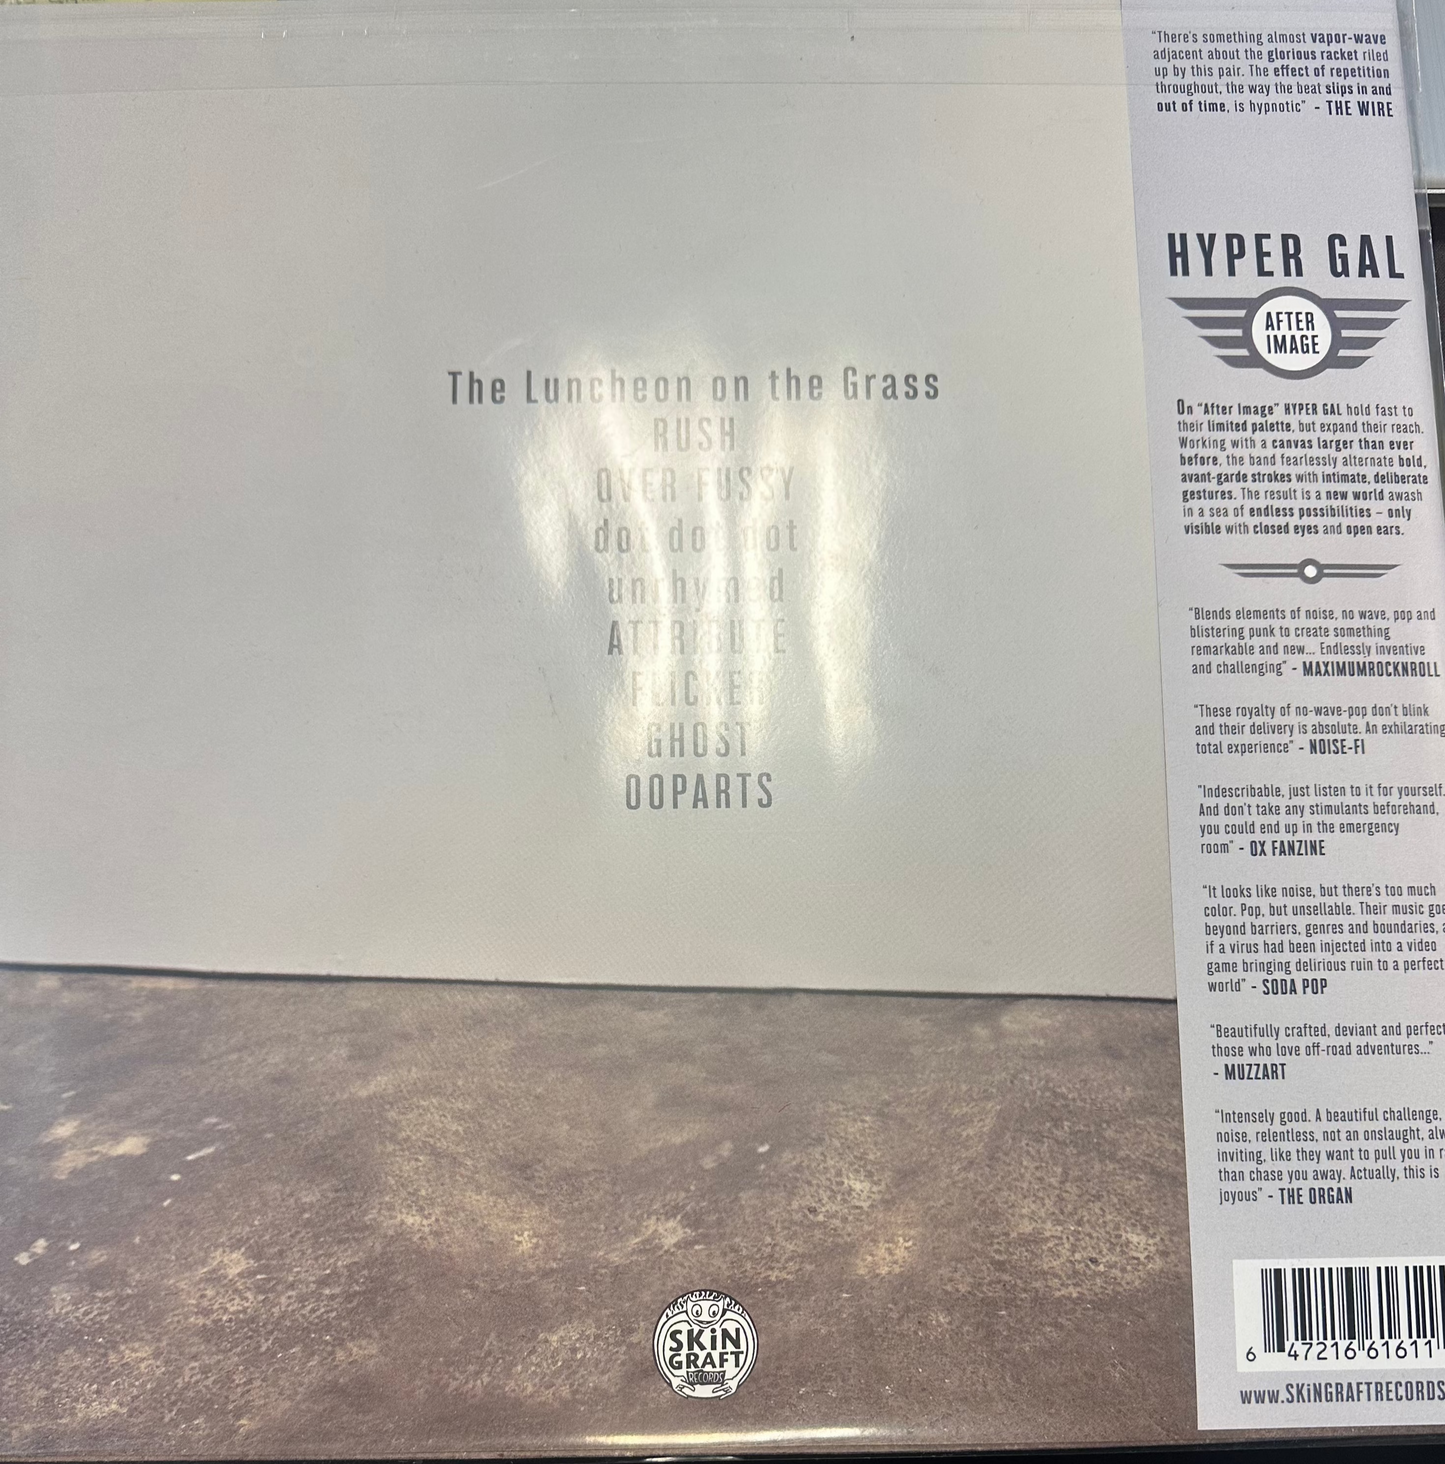 The Luncheon on the Grass
RUSH
OVER FUSSY
dot dot dot
unrhymed
ATTRIBUTE
FLICKER
GHOST
OOPARTS
SKiN
GRAFT
RECORDS
"There's something almost vapor-wave
adjacent about the glorious racket riled
up by this pair. The effect of repetition
throughout, the way the beat slips in and
out of time, is hypnotic" - THE WIRE
HYPER GAL
AFTER
IMAGE
On "After Image" HYPER GAL hold fast to
their limited palette, but expand their reach.
Working with a canvas larger than ever
before, the band fearlessly alternate bold,
avant-garde strokes with intimate, deliberate
gestures. The result is a new world awash
in a sea of endless possibilities – only
visible with closed eyes and open ears.
"Blends elements of noise, no wave, pop and
blistering punk to create something
remarkable and new... Endlessly inventive
and challenging" - MAXIMUMROCKNROLL
"These royalty of no-wave-pop don't blink
and their delivery is absolute. An exhilarating
total experience" - NOISE-FI
"Indescribable, just listen to it for yourself.
And don't take any stimulants beforehand,
you could end up in the emergency
room" - OX FANZINE
"It looks like noise, but there's too much
color. Pop, but unsellable. Their music
beyond barriers, genres and boundaries,
if a virus had been injected into a video
game bringing delirious ruin to a perfect
world" - SODA POP
"Beautifully crafted, deviant and perfect
those who love off-road adventures..."
- MUZZART
"Intensely good. A beautiful challenge,
noise, relentless, not an onslaught,
inviting, like they want to pull you in
than chase you away. Actually, this is
joyous" - THE ORGAN
6 47216 61611
www.SKiNGRAFTRECORDS